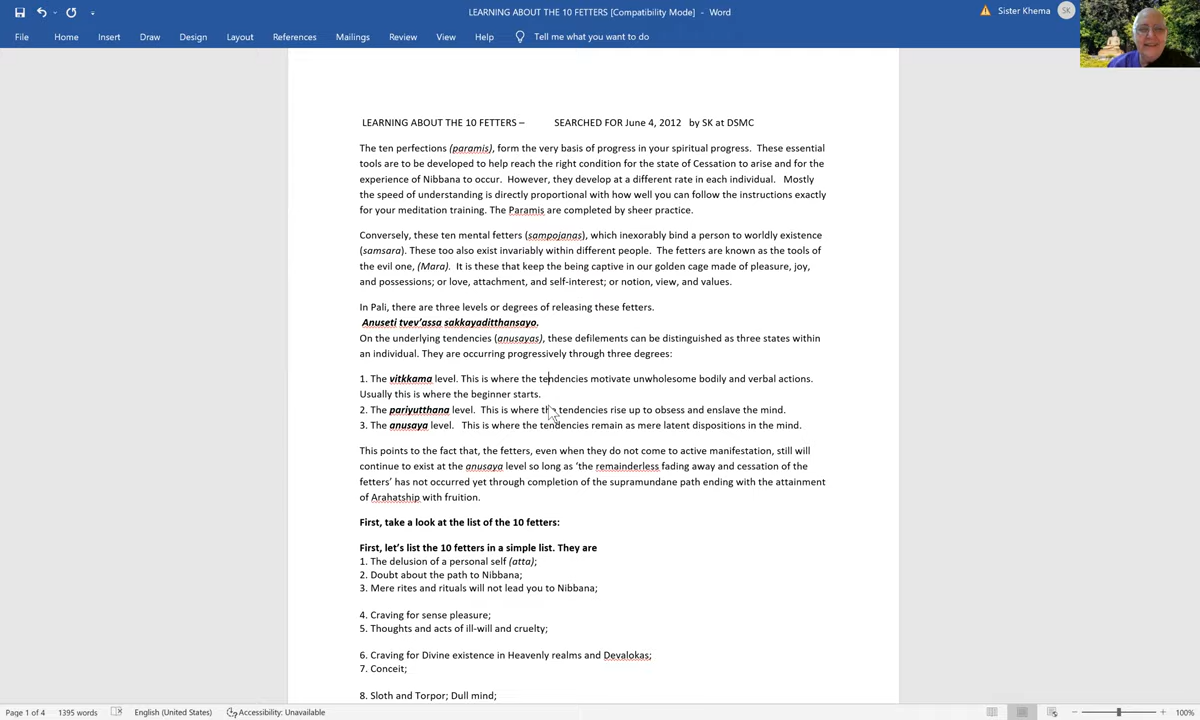 LEARNING ABOUT THE 10 FETTERS [Compatibility Mode] - Word
Sister Khema
SK
File Home Insert Draw Design Layout References Mailings Review View Help Tell me what you want to do
LEARNING ABOUT THE 10 FETTERS – SEARCHED FOR June 4, 2012 by SK at DSMC
The ten perfections (paramis), form the very basis of progress in your spiritual progress. These essential
tools are to be developed to help reach the right condition for the state of Cessation to arise and for the
experience of Nibbana to occur. However, they develop at a different rate in each individual. Mostly
the speed of understanding is directly proportional with how well you can follow the instructions exactly
for your meditation training. The Paramis are completed by sheer practice.
Conversely, these ten mental fetters (sampojanas), which inexorably bind a person to worldly existence
(samsara). These too also exist invariably within different people. The fetters are known as the tools of
the evil one, (Mara). It is these that keep the being captive in our golden cage made of pleasure, joy,
and possessions; or love, attachment, and self-interest; or notion, view, and values.
In Pali, there are three levels or degrees of releasing these fetters.
Anuseti tvev’assa sakkayaditthansayo.
On the underlying tendencies (anusayas), these defilements can be distinguished as three states within
an individual. They are occurring progressively through three degrees:
1. The vitkkama level. This is where the tendencies motivate unwholesome bodily and verbal actions.
Usually this is where the beginner starts.
2. The pariyutthana level. This is where the tendencies rise up to obsess and enslave the mind.
3. The anusaya level. This is where the tendencies remain as mere latent dispositions in the mind.
This points to the fact that, the fetters, even when they do not come to active manifestation, still will
continue to exist at the anusaya level so long as ‘the remainderless fading away and cessation of the
fetters’ has not occurred yet through completion of the supramundane path ending with the attainment
of Arahatship with fruition.
First, take a look at the list of the 10 fetters:
First, let’s list the 10 fetters in a simple list. They are
1. The delusion of a personal self (atta);
2. Doubt about the path to Nibbana;
3. Mere rites and rituals will not lead you to Nibbana;
4. Craving for sense pleasure;
5. Thoughts and acts of ill-will and cruelty;
6. Craving for Divine existence in Heavenly realms and Devalokas;
7. Conceit;
8. Sloth and Torpor; Dull mind;
Page 1 of 4 1395 words English (United States) Accessibility: Unavailable 100%